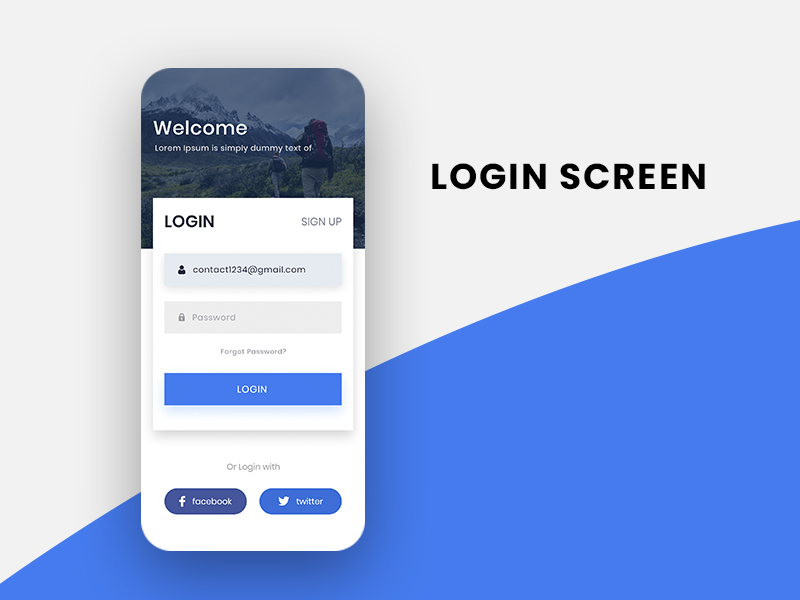 Welcome
Lorem Ipsum is simply dummy text of
LOGIN SCREEN
LOGIN
SIGN UP
contact1234@gmail.com
Password
Forgot Password?
LOGIN
Or Login with
facebook
twitter